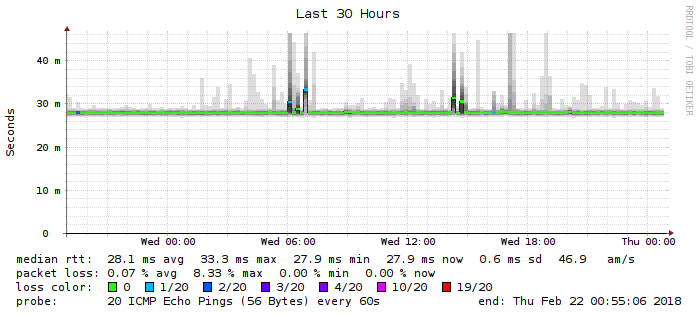 Last 30 Hours
RRDTOOL / TOBI OETIKER
Seconds
40 m
30 m
20 m
10 m
0
Wed 00:00 Wed 06:00 Wed 12:00 Wed 18:00 Thu 00:00
median rtt: 28.1 ms avg 33.3 ms max 27.9 ms min 27.9 ms now 0.6 ms sd 46.9 am/s
packet loss: 0.07 % avg 8.33 % max 0.00 % min 0.00 % now
loss color: 0 1/20 2/20 3/20 4/20 10/20 19/20
probe: 20 ICMP Echo Pings (56 Bytes) every 60s end: Thu Feb 22 00:55:06 2018